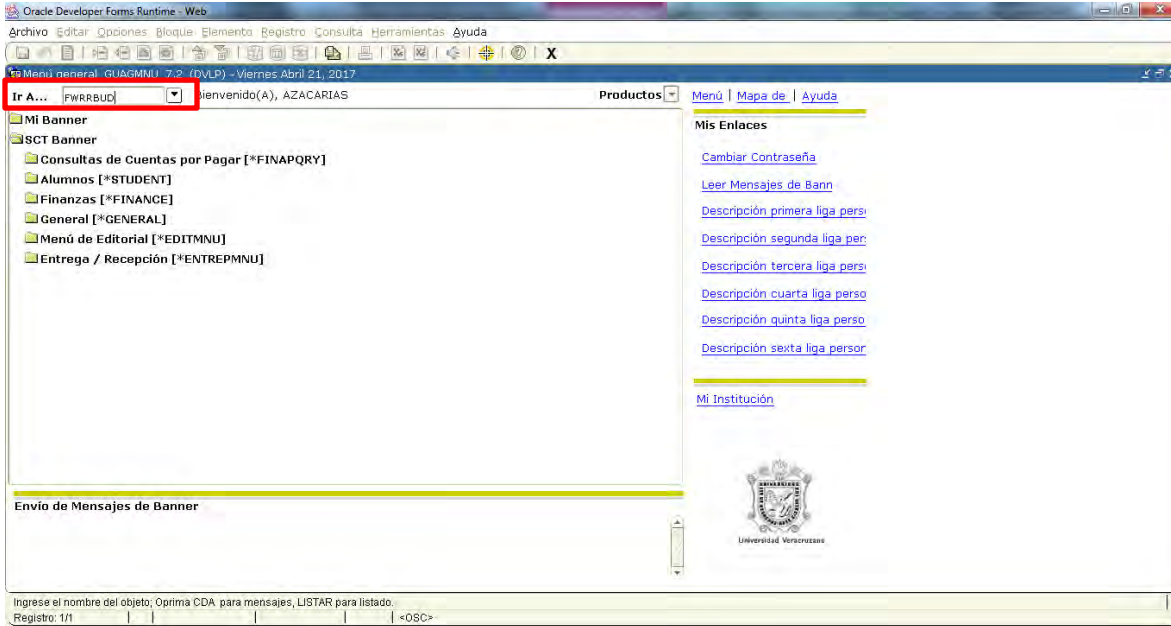 Oracle Developer Forms Runtime - Web
Archivo Editar Opciones Bloque Elemento Registro Consulta Herramientas Ayuda
X
Menú general GUAGMNU 7.2 (DVLP) - Viernes Abril 21, 2017
Ir A... FWRRBUD Bienvenido(A), AZACARIAS Productos Menú | Mapa de | Ayuda
Mi Banner
SCT Banner
Consultas de Cuentas por Pagar [*FINAPQRY]
Alumnos [*STUDENT]
Finanzas [*FINANCE]
General [*GENERAL]
Menú de Editorial [*EDITMNU]
Entrega / Recepción [*ENTREPMNU]
Mis Enlaces
Cambiar Contraseña
Leer Mensajes de Bann
Descripción primera liga perso
Descripción segunda liga pers
Descripción tercera liga perso
Descripción cuarta liga perso
Descripción quinta liga perso
Descripción sexta liga person
Mi Institución
Universidad Veracruzana
Envío de Mensajes de Banner
Ingrese el nombre del objeto; Oprima CDA para mensajes, LISTAR para listado.
Registro: 1/1 <OSC>